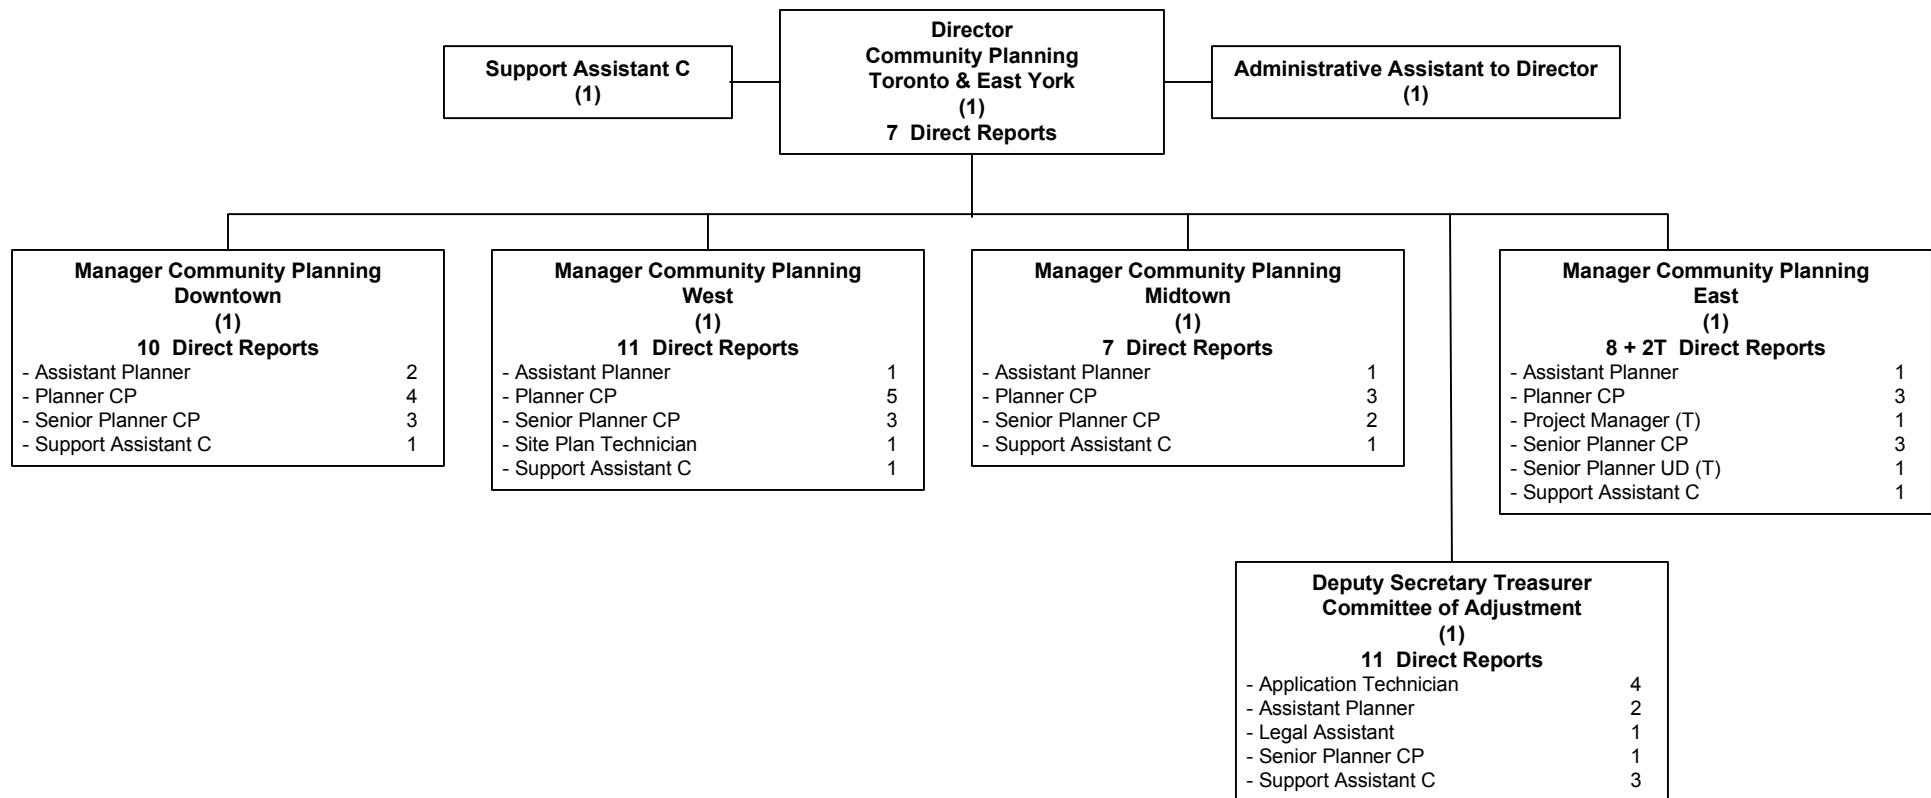 Director
Community Planning
Toronto & East York
(1)
7 Direct Reports
Support Assistant C
(1)
Administrative Assistant to Director
(1)
Manager Community Planning
Downtown
(1)
10 Direct Reports
- Assistant Planner 2
- Planner CP 4
- Senior Planner CP 3
- Support Assistant C 1
Manager Community Planning
West
(1)
11 Direct Reports
- Assistant Planner 1
- Planner CP 5
- Senior Planner CP 3
- Site Plan Technician 1
- Support Assistant C 1
Manager Community Planning
Midtown
(1)
7 Direct Reports
- Assistant Planner 1
- Planner CP 3
- Senior Planner CP 2
- Support Assistant C 1
Manager Community Planning
East
(1)
8 + 2T Direct Reports
- Assistant Planner 1
- Planner CP 3
- Project Manager (T) 1
- Senior Planner CP 3
- Senior Planner UD (T) 1
- Support Assistant C 1
Deputy Secretary Treasurer
Committee of Adjustment
(1)
11 Direct Reports
- Application Technician 4
- Assistant Planner 2
- Legal Assistant 1
- Senior Planner CP 1
- Support Assistant C 3